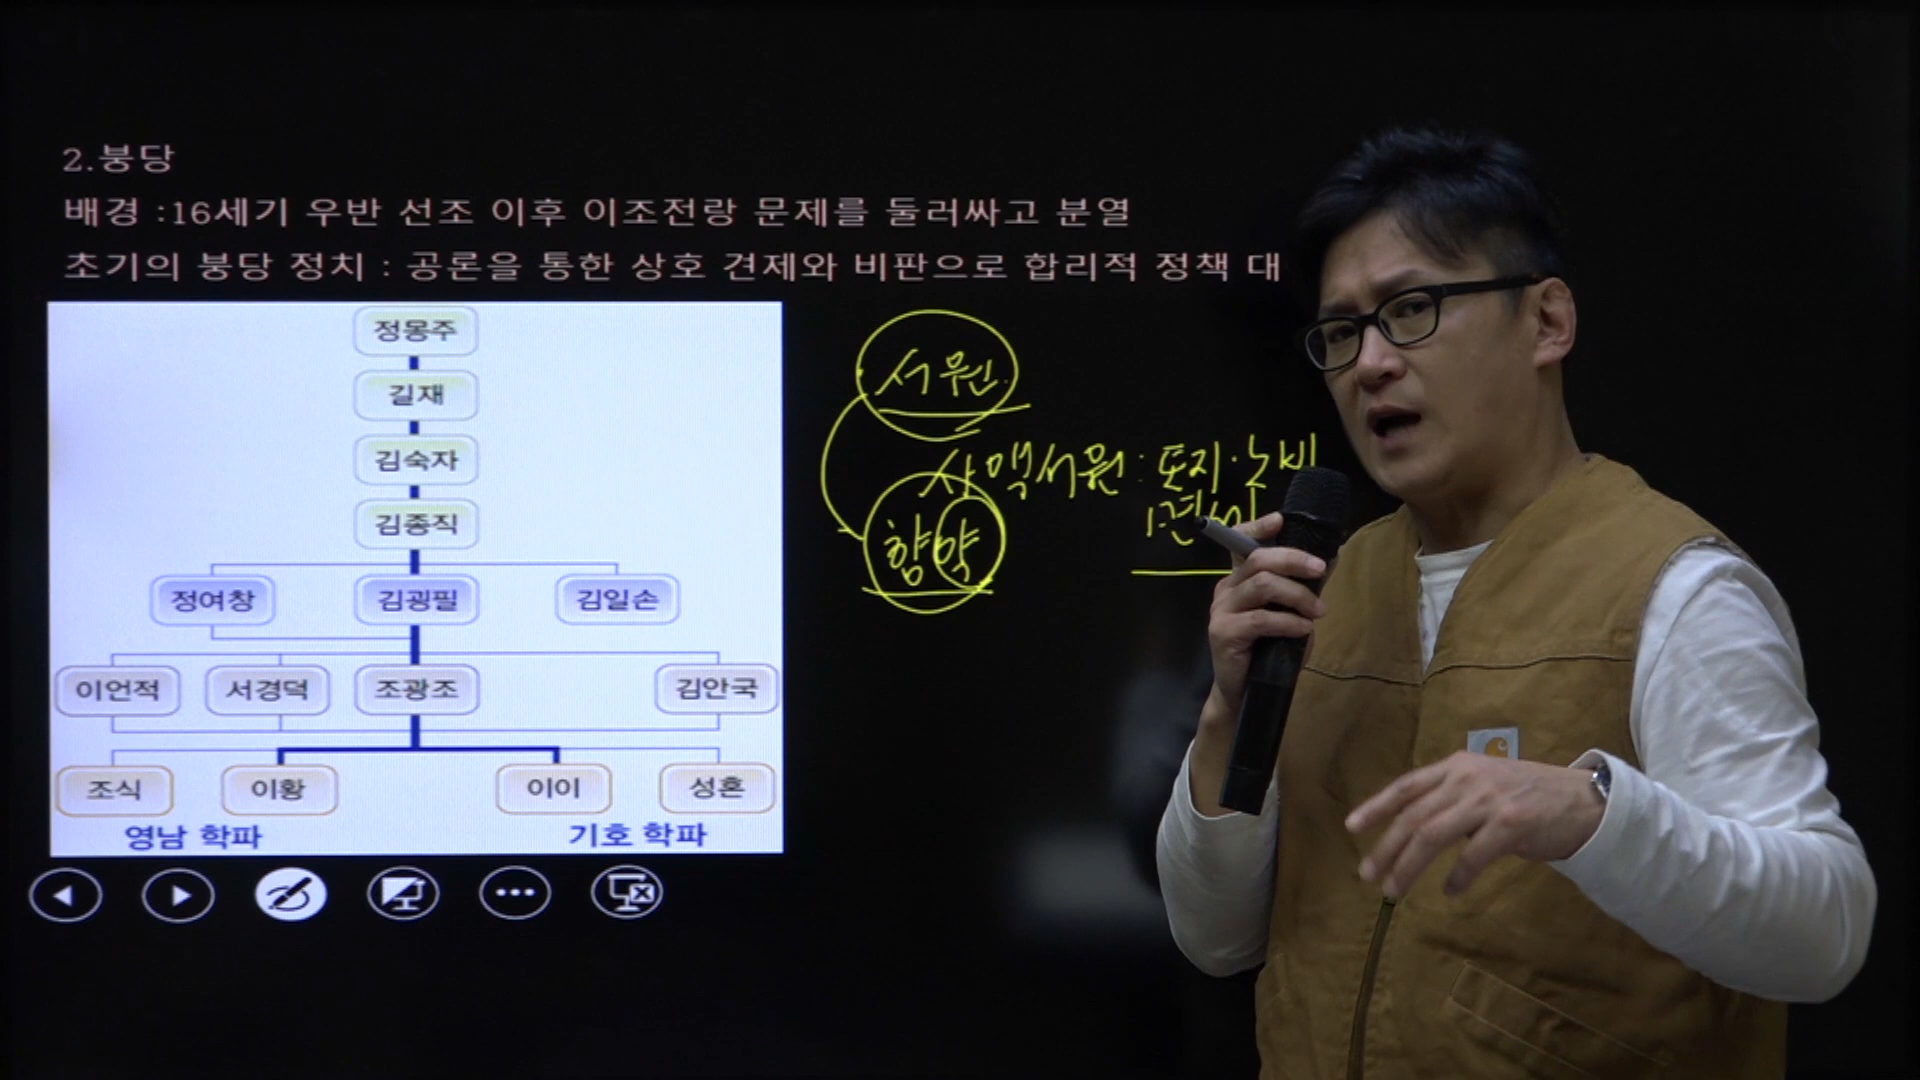 2.붕당
배경 :16세기 우반 선조 이후 이조전랑 문제를 둘러싸고 분열
초기의 붕당 정치 : 공론을 통한 상호 견제와 비판으로 합리적 정책 대
정몽주
길재
김숙자
김종직
정여창 김굉필 김일손
이언적 서경덕 조광조 김안국
조식 이황 이이 성혼
영남 학파 기호 학파
서원
사액서원 : 토지·노비
면세
향약